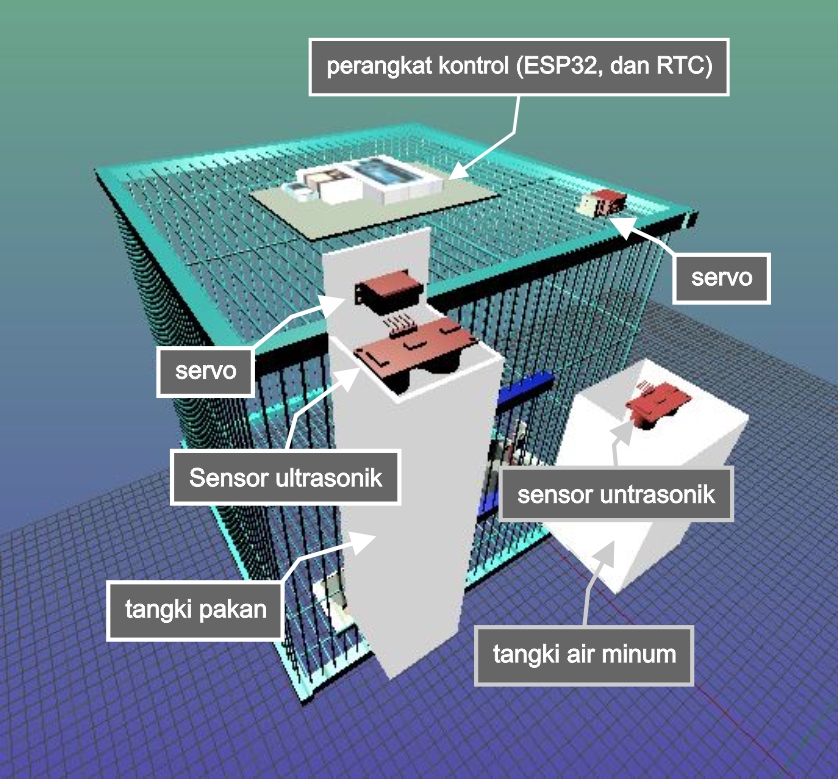 perangkat kontrol (ESP32, dan RTC)
servo
servo
Sensor ultrasonik
sensor untrasonik
tangki pakan
tangki air minum